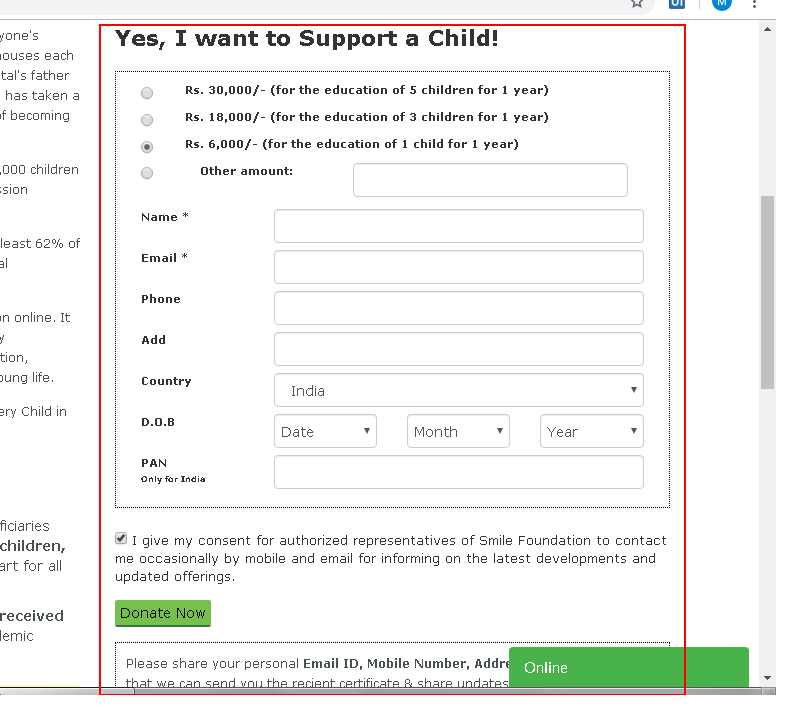 Yes, I want to Support a Child!
Rs. 30,000/- (for the education of 5 children for 1 year)
Rs. 18,000/- (for the education of 3 children for 1 year)
Rs. 6,000/- (for the education of 1 child for 1 year)
Other amount:
Name *
Email *
Phone
Add
Country
India
D.O.B
Date
Month
Year
PAN
Only for India
I give my consent for authorized representatives of Smile Foundation to contact
me occasionally by mobile and email for informing on the latest developments and
updated offerings.
Donate Now
Please share your personal Email ID, Mobile Number, Addre
that we can send you the recient certificate & share updates
Online
yone's
houses each
tal's father
has taken a
of becoming
,000 children
ssion
least 62% of
al
on online. It
y
tion,
oung life.
ery Child in
ficiaries
children,
art for all
received
demic
UI
M